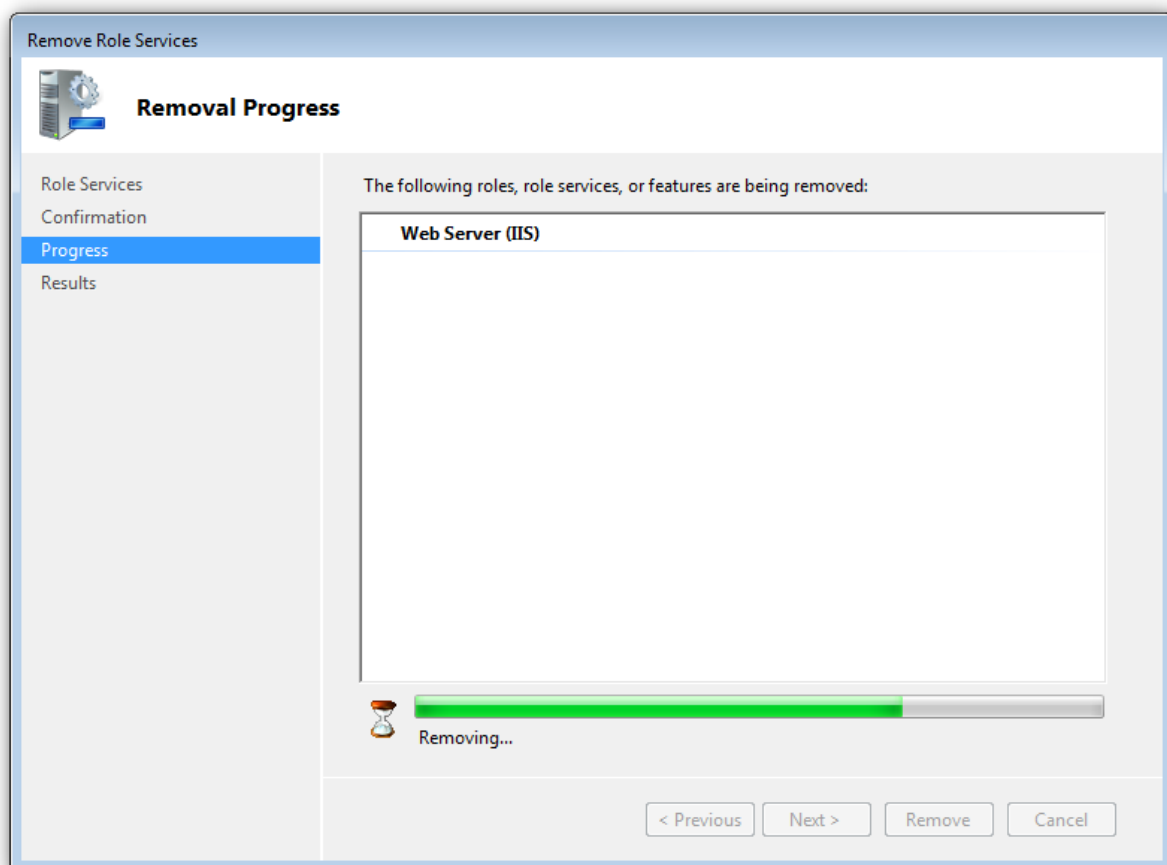 Remove Role Services
Removal Progress
Role Services
Confirmation
Progress
Results
The following roles, role services, or features are being removed:
Web Server (IIS)
Removing...
< Previous
Next >
Remove
Cancel